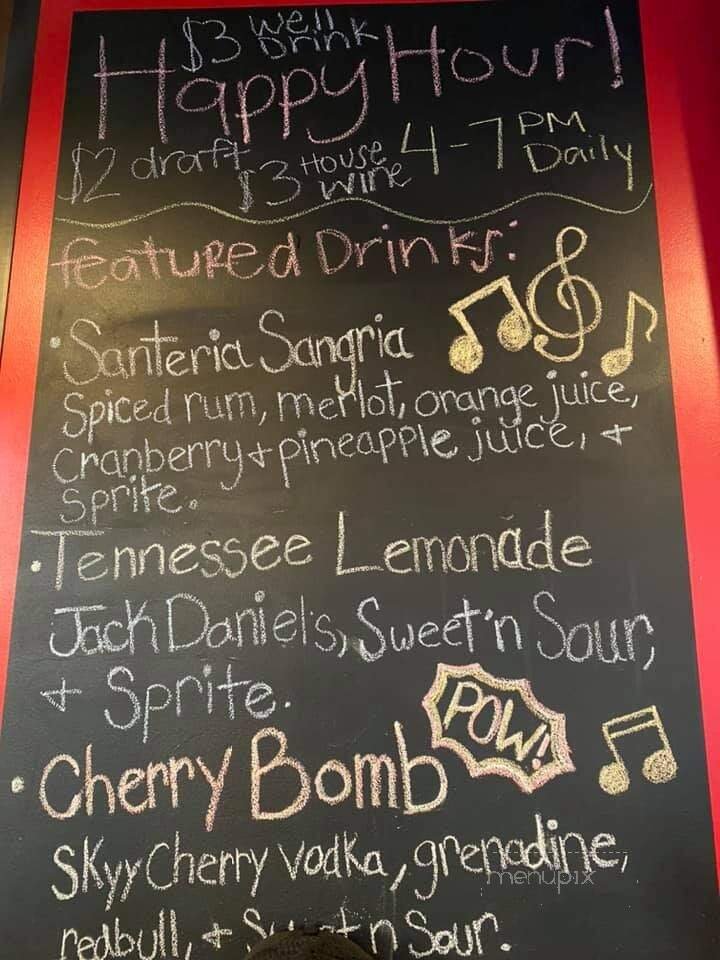 $3 well Drink
Happy Hour!
$2 draft $3 House wine 4-7 PM Daily
featured Drinks:
• Santeria Sangria
Spiced rum, merlot, orange juice,
cranberry + pineapple juice, +
sprite.
• Tennessee Lemonade
Jack Daniels, Sweet'n Sour,
+ Sprite.
POW!
• Cherry Bomb
Skyy Cherry vodka, grenadine,
menupix
redbull, + n Sour.